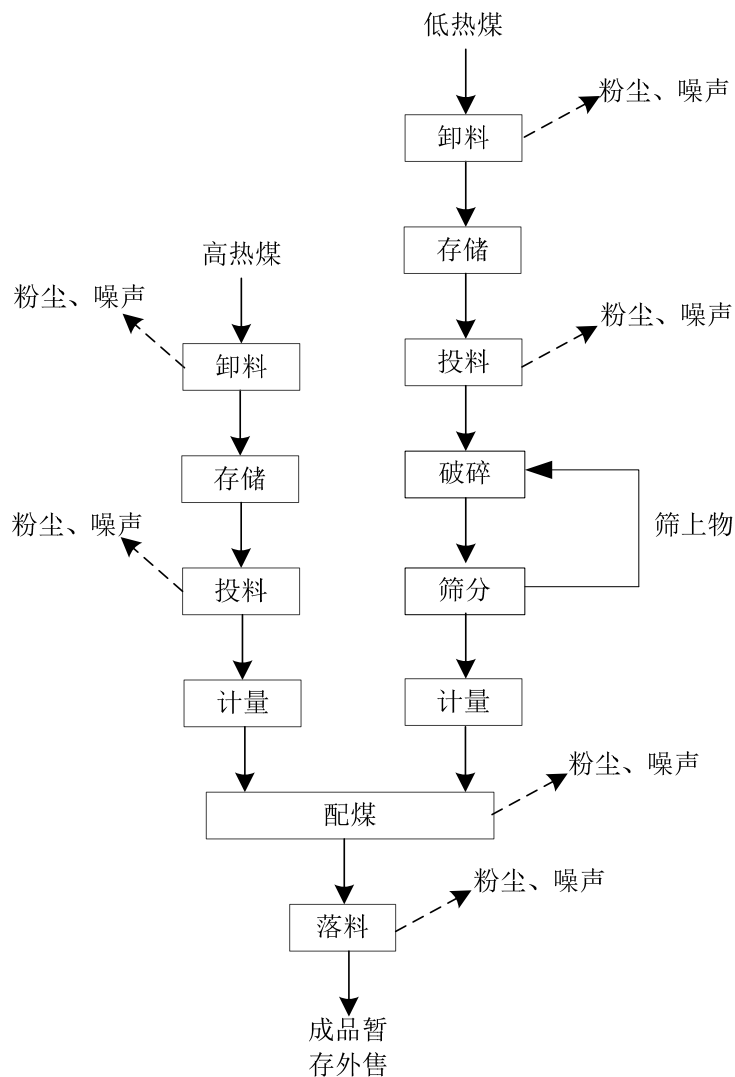 低热煤
粉尘、噪声
卸料
存储
高热煤
粉尘、噪声
粉尘、噪声
卸料
投料
存储
破碎
粉尘、噪声
筛上物
投料
筛分
计量
计量
粉尘、噪声
配煤
粉尘、噪声
落料
成品暂
存外售